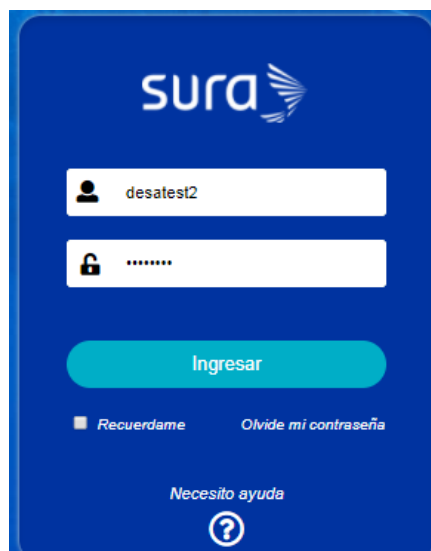 sura
desatest2
••••••••
Ingresar
Recuerdame Olvide mi contraseña
Necesito ayuda
?